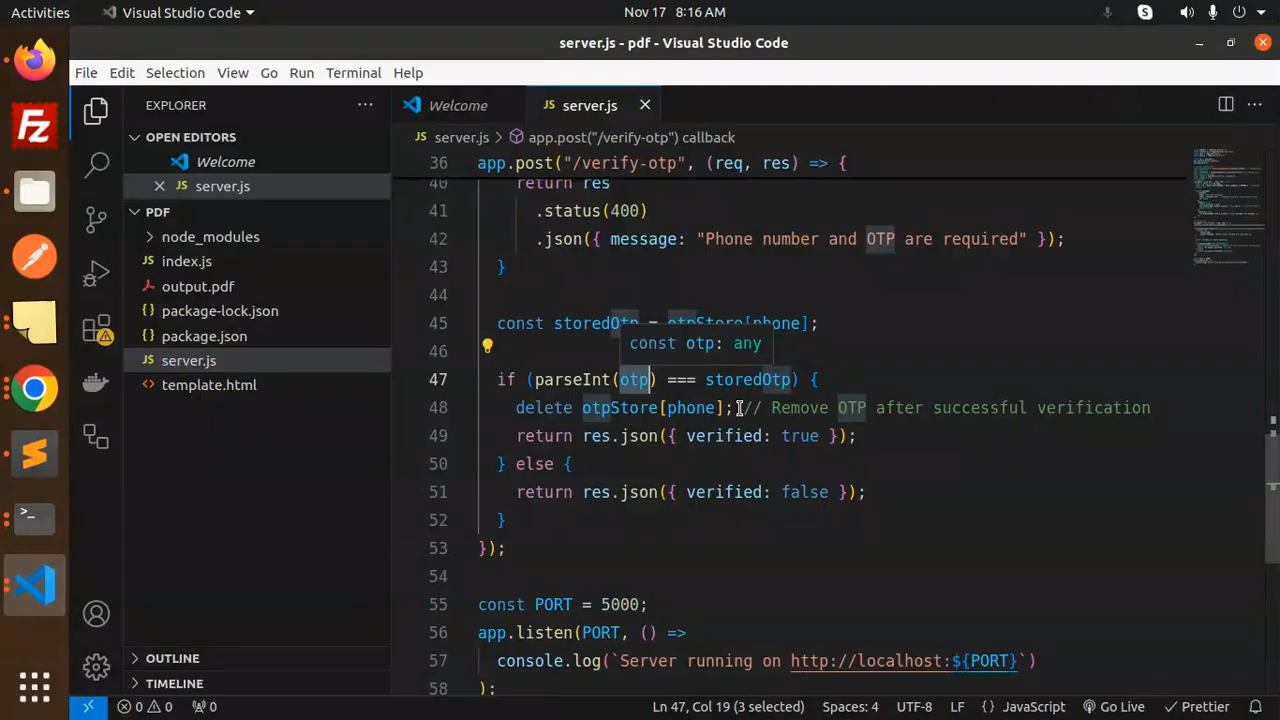 Activities
Visual Studio Code
Nov 17 8:16 AM
server.js - pdf - Visual Studio Code
File Edit Selection View Go Run Terminal Help
EXPLORER
OPEN EDITORS
Welcome
JS server.js
PDF
node_modules
JS index.js
output.pdf
{} package-lock.json
{} package.json
JS server.js
<> template.html
OUTLINE
TIMELINE
Welcome
JS server.js
JS server.js > app.post("/verify-otp") callback
36 app.post("/verify-otp", (req, res) => {
40 return res
41 .status(400)
42 .json({ message: "Phone number and OTP are required" });
43 }
44
45 const storedOtp = otpStore[phone];
const otp: any
46
47 if (parseInt(otp) === storedOtp) {
48 delete otpStore[phone]; // Remove OTP after successful verification
49 return res.json({ verified: true });
50 } else {
51 return res.json({ verified: false });
52 }
53 });
54
55 const PORT = 5000;
56 app.listen(PORT, () =>
57 console.log(`Server running on http://localhost:${PORT}`)
58 );
0 0 0 Ln 47, Col 19 (3 selected) Spaces: 4 UTF-8 LF {} JavaScript Go Live Prettier